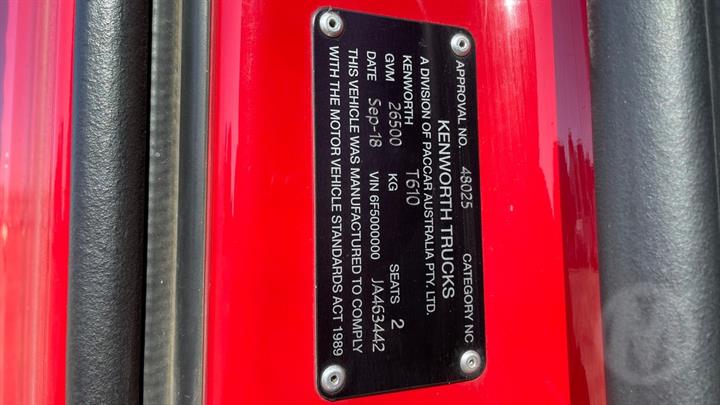 APPROVAL NO. 48025 CATEGORY NC
KENWORTH TRUCKS
A DIVISION OF PACCAR AUSTRALIA PTY. LTD.
KENWORTH T610
GVM 26500 KG SEATS 2
DATE Sep-18 VIN 6F5000000 JA463442
THIS VEHICLE WAS MANUFACTURED TO COMPLY
WITH THE MOTOR VEHICLE STANDARDS ACT 1989